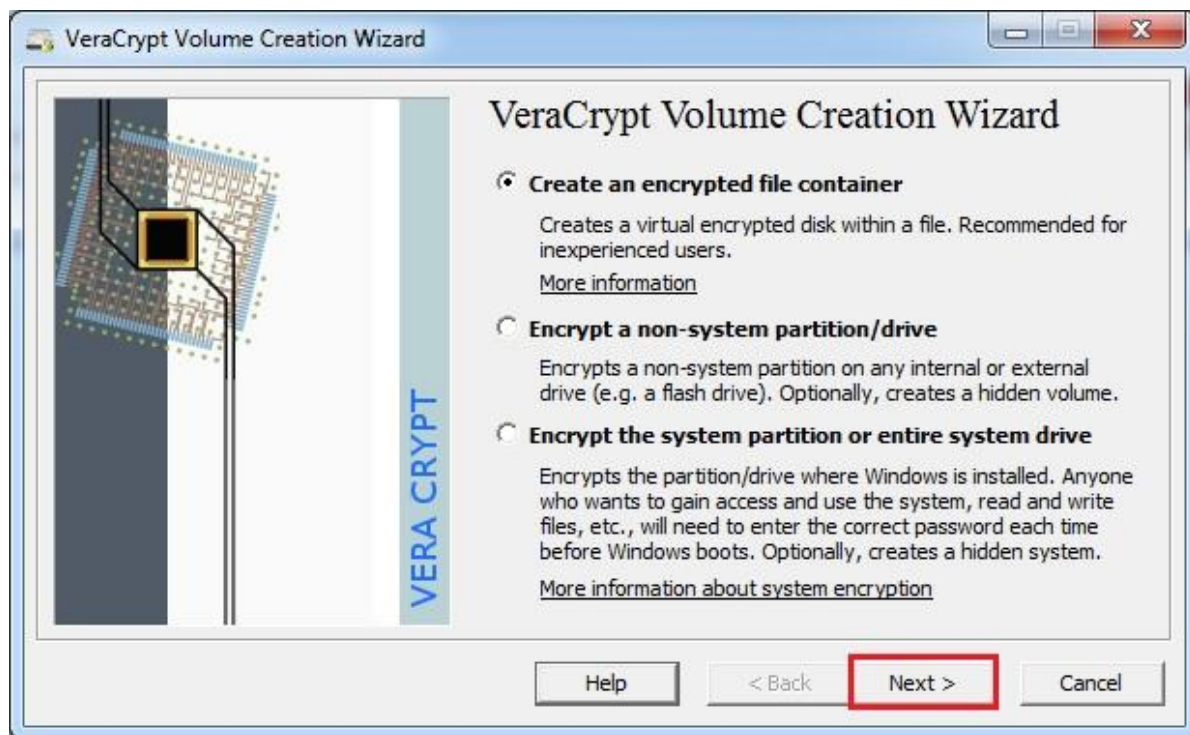 VeraCrypt Volume Creation Wizard
VeraCrypt Volume Creation Wizard
Create an encrypted file container
Creates a virtual encrypted disk within a file. Recommended for
inexperienced users.
More information
Encrypt a non-system partition/drive
Encrypts a non-system partition on any internal or external
drive (e.g. a flash drive). Optionally, creates a hidden volume.
Encrypt the system partition or entire system drive
Encrypts the partition/drive where Windows is installed. Anyone
who wants to gain access and use the system, read and write
files, etc., will need to enter the correct password each time
before Windows boots. Optionally, creates a hidden system.
More information about system encryption
VERA CRYPT
Help
< Back
Next >
Cancel